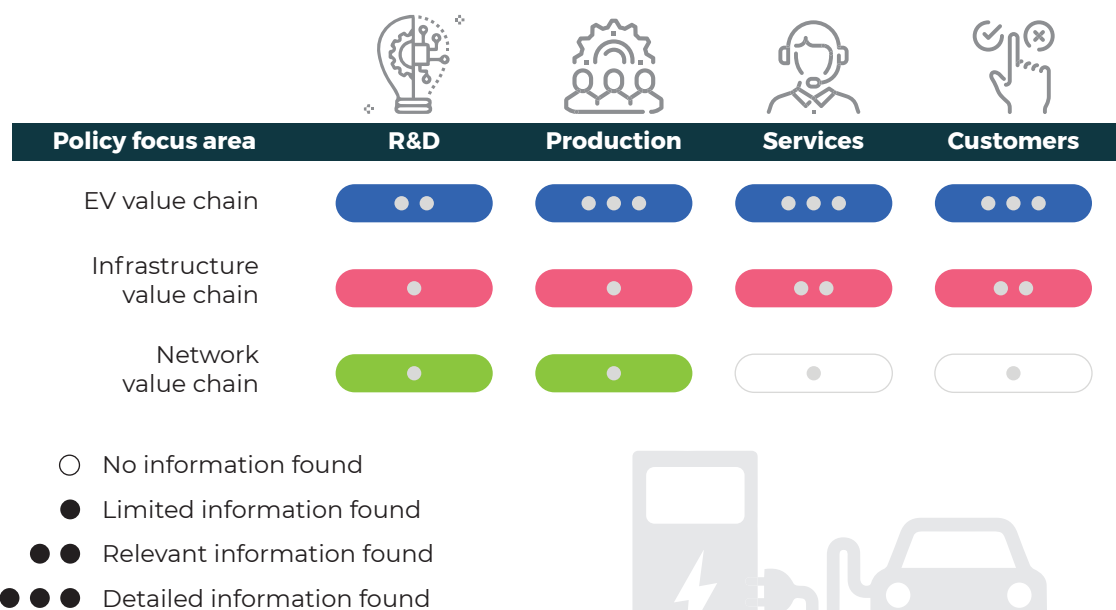 Policy focus area R&D Production Services Customers
EV value chain
Infrastructure
value chain
Network
value chain
No information found
Limited information found
Relevant information found
Detailed information found